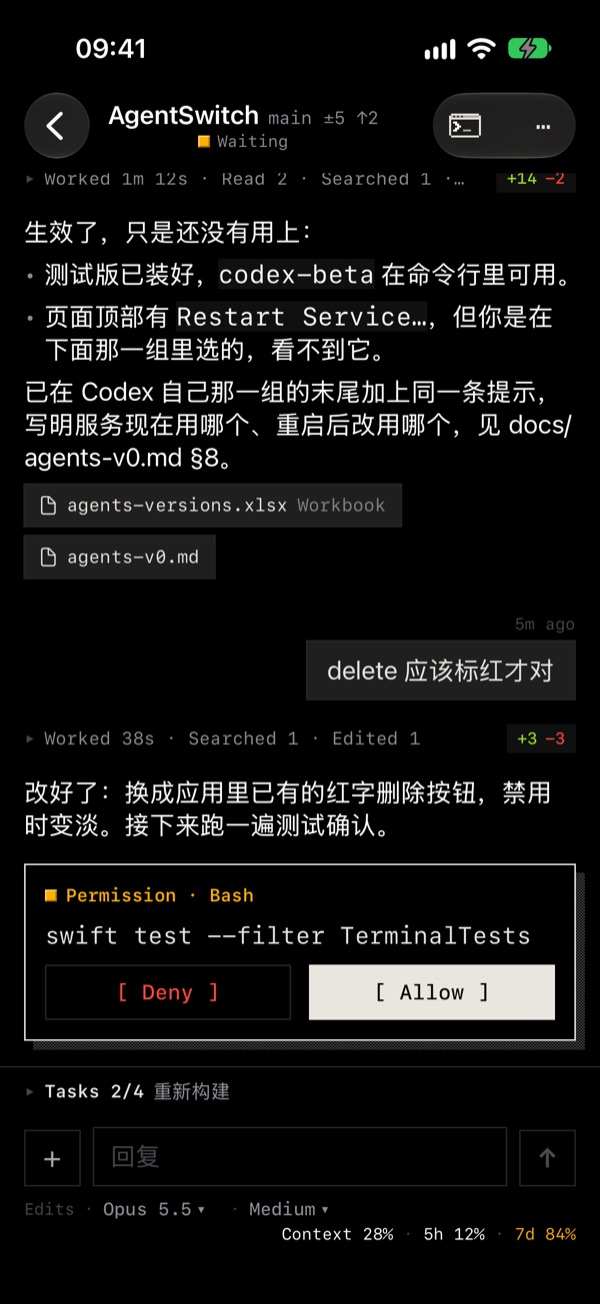 09:41
AgentSwitch main ±5 ↑2
Waiting
▸ Worked 1m 12s · Read 2 · Searched 1 ·… +14 −2
生效了，只是还没有用上：
• 测试版已装好，codex-beta 在命令行里可用。
• 页面顶部有 Restart Service…，但你是在
下面那一组里选的，看不到它。
已在 Codex 自己那一组的末尾加上同一条提示，
写明服务现在用哪个、重启后改用哪个，见 docs/
agents-v0.md §8。
agents-versions.xlsx Workbook
agents-v0.md
5m ago
delete 应该标红才对
▸ Worked 38s · Searched 1 · Edited 1 +3 −3
改好了：换成应用里已有的红字删除按钮，禁用
时变淡。接下来跑一遍测试确认。
Permission · Bash
swift test --filter TerminalTests
[ Deny ] [ Allow ]
▸ Tasks 2/4 重新构建
+ 回复 ↑
Edits · Opus 5.5 ▾ · Medium ▾
Context 28% · 5h 12% · 7d 84%